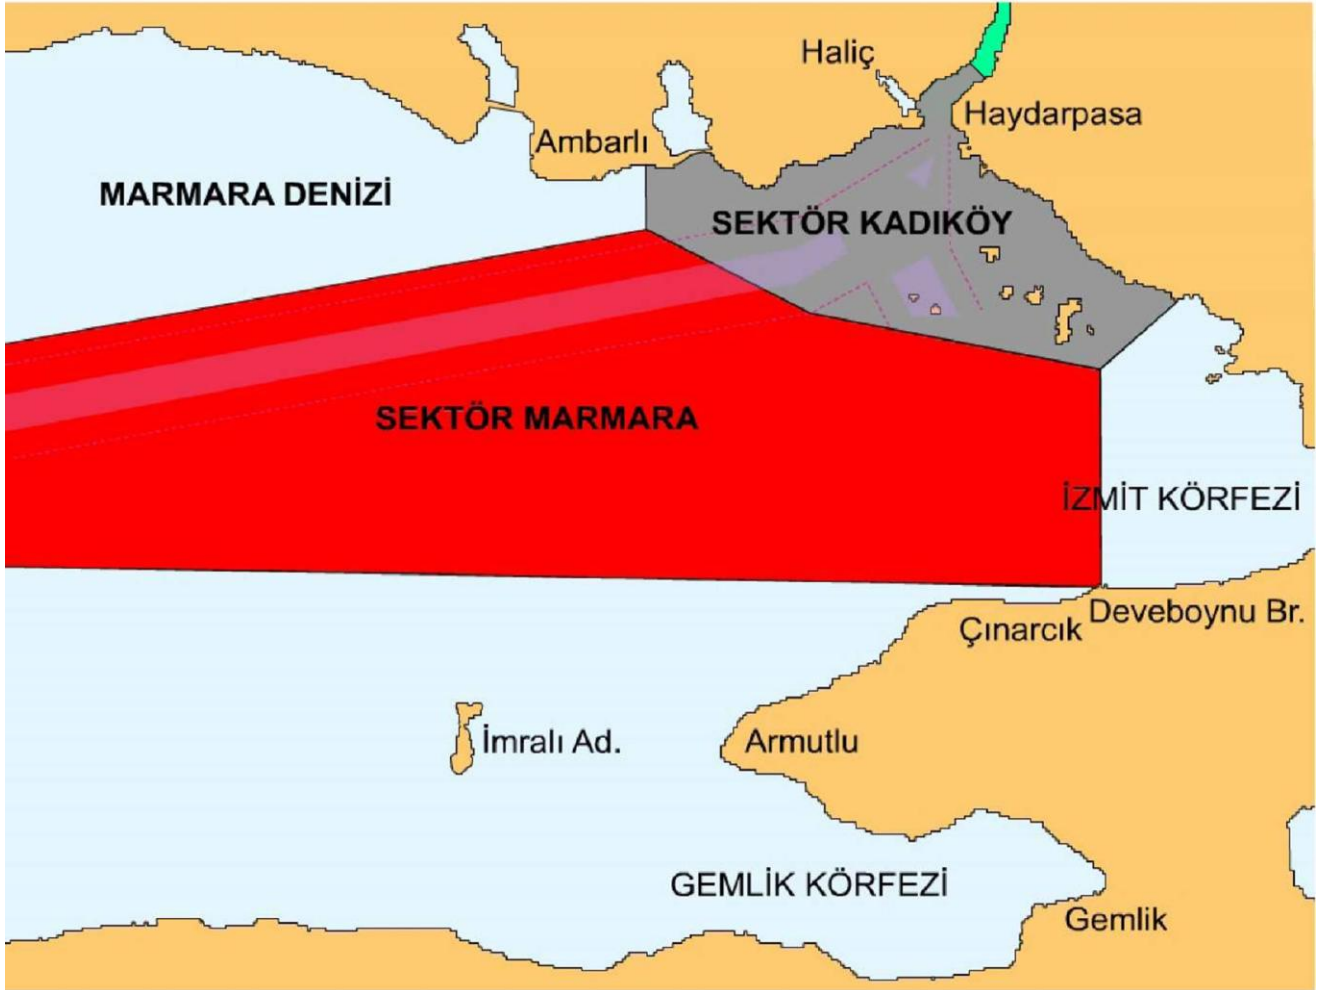 Haliç
Haydarpasa
Ambarlı
MARMARA DENİZİ
SEKTÖR KADIKÖY
SEKTÖR MARMARA
İZMİT KÖRFEZİ
Deveboynu Br.
Çınarcık
İmralı Ad.
Armutlu
GEMLİK KÖRFEZİ
Gemlik